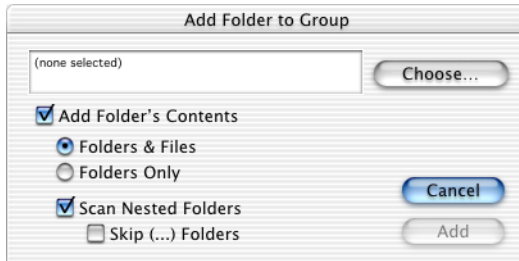 Add Folder to Group
(none selected)
Choose...
Add Folder's Contents
Folders & Files
Folders Only
Cancel
Scan Nested Folders
Skip (...) Folders
Add